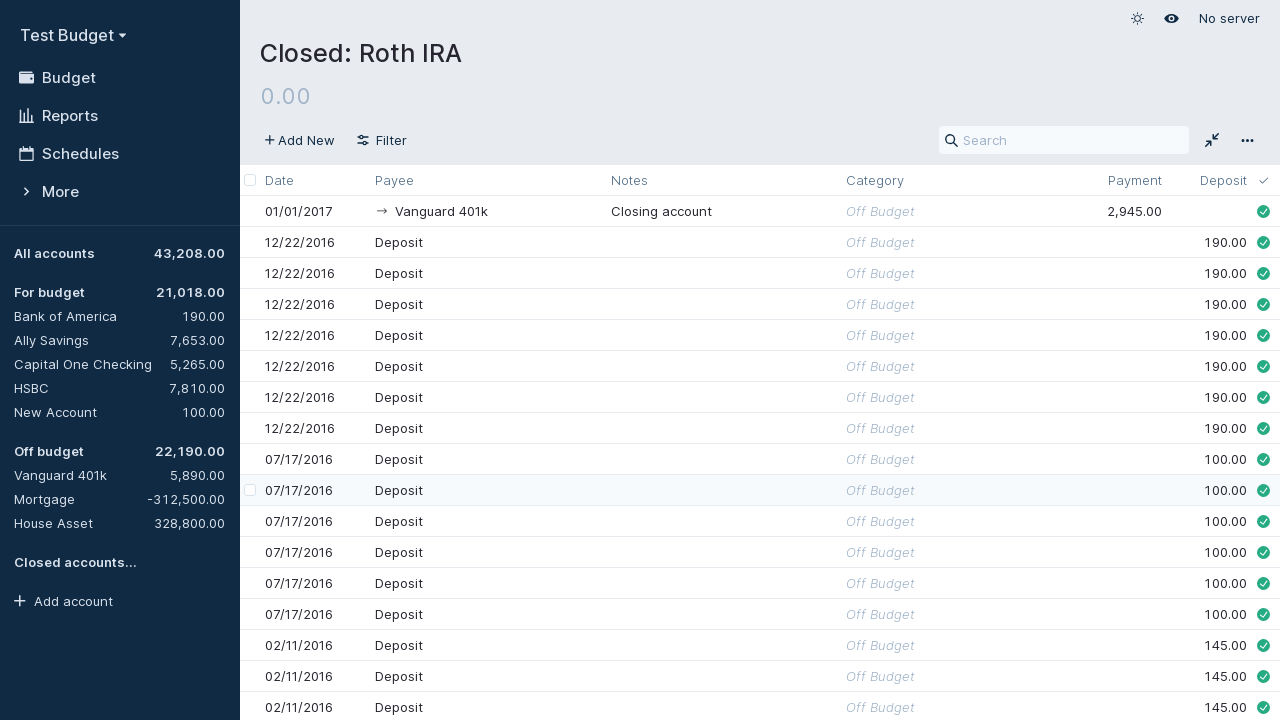 Test Budget
Budget
Reports
Schedules
More
All accounts 43,208.00
For budget 21,018.00
Bank of America 190.00
Ally Savings 7,653.00
Capital One Checking 5,265.00
HSBC 7,810.00
New Account 100.00
Off budget 22,190.00
Vanguard 401k 5,890.00
Mortgage -312,500.00
House Asset 328,800.00
Closed accounts...
Add account
No server
Closed: Roth IRA
0.00
Add New Filter Search
Date Payee Notes Category Payment Deposit
01/01/2017 Vanguard 401k Closing account Off Budget 2,945.00
12/22/2016 Deposit Off Budget 190.00
12/22/2016 Deposit Off Budget 190.00
12/22/2016 Deposit Off Budget 190.00
12/22/2016 Deposit Off Budget 190.00
12/22/2016 Deposit Off Budget 190.00
12/22/2016 Deposit Off Budget 190.00
12/22/2016 Deposit Off Budget 190.00
07/17/2016 Deposit Off Budget 100.00
07/17/2016 Deposit Off Budget 100.00
07/17/2016 Deposit Off Budget 100.00
07/17/2016 Deposit Off Budget 100.00
07/17/2016 Deposit Off Budget 100.00
07/17/2016 Deposit Off Budget 100.00
02/11/2016 Deposit Off Budget 145.00
02/11/2016 Deposit Off Budget 145.00
02/11/2016 Deposit Off Budget 145.00